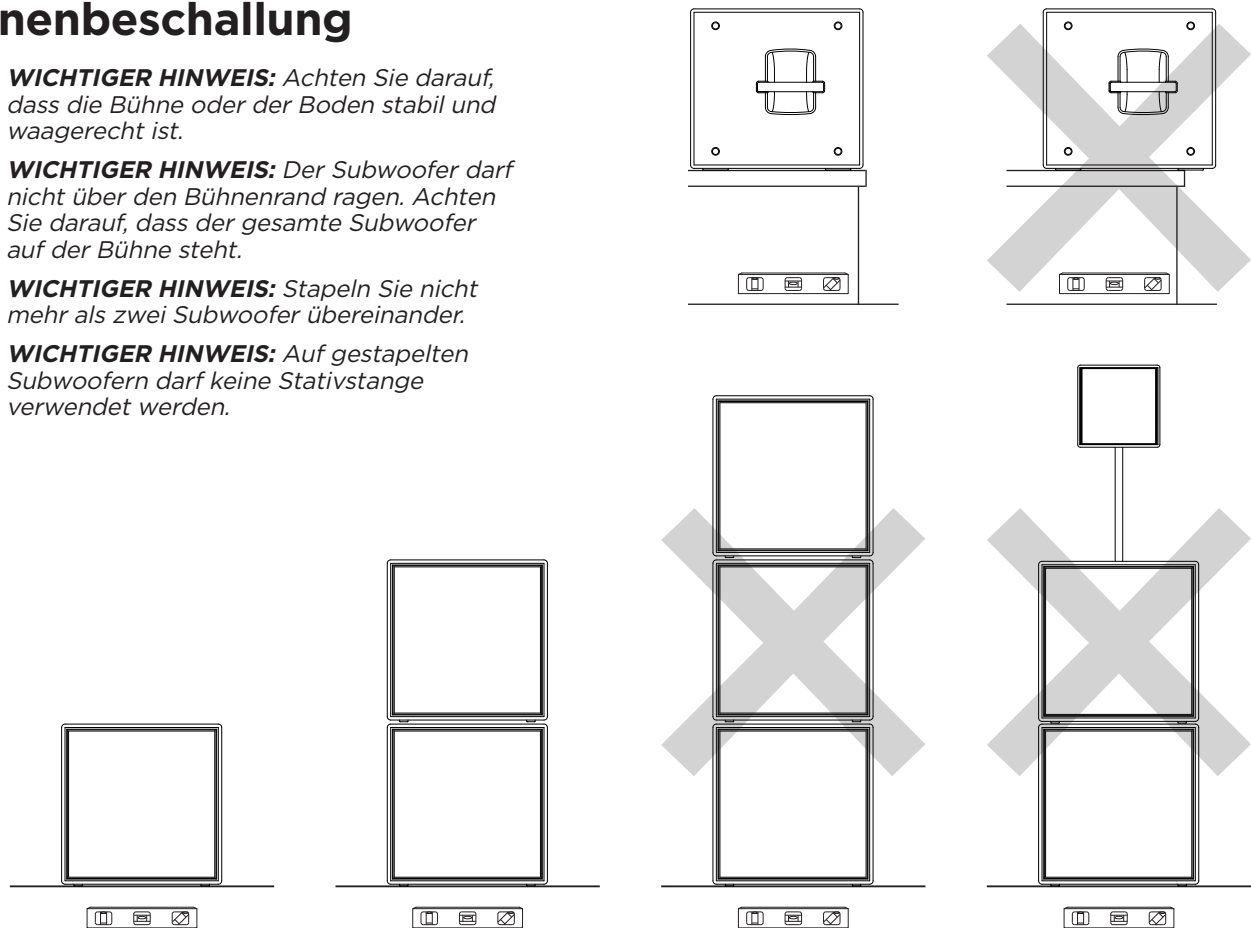 nenbeschallung
WICHTIGER HINWEIS: Achten Sie darauf,
dass die Bühne oder der Boden stabil und
waagerecht ist.
WICHTIGER HINWEIS: Der Subwoofer darf
nicht über den Bühnenrand ragen. Achten
Sie darauf, dass der gesamte Subwoofer
auf der Bühne steht.
WICHTIGER HINWEIS: Stapeln Sie nicht
mehr als zwei Subwoofer übereinander.
WICHTIGER HINWEIS: Auf gestapelten
Subwoofern darf keine Stativstange
verwendet werden.